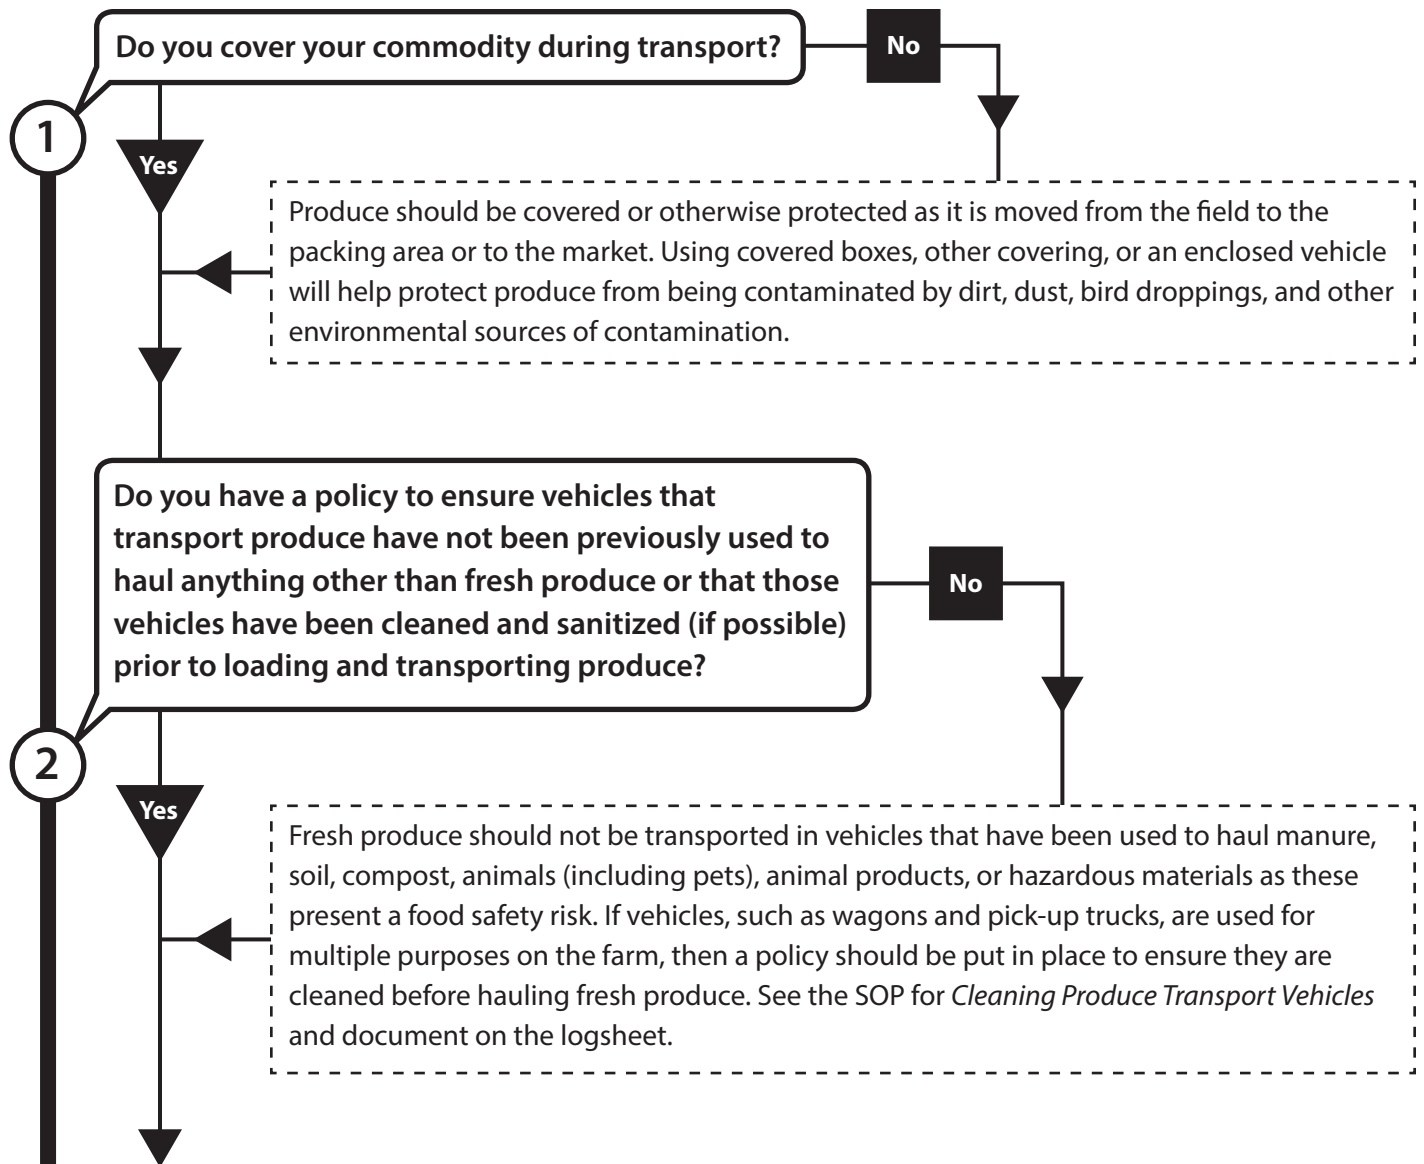 Do you cover your commodity during transport?
No
1
Yes
Produce should be covered or otherwise protected as it is moved from the field to the
packing area or to the market. Using covered boxes, other covering, or an enclosed vehicle
will help protect produce from being contaminated by dirt, dust, bird droppings, and other
environmental sources of contamination.
Do you have a policy to ensure vehicles that
transport produce have not been previously used to
haul anything other than fresh produce or that those
vehicles have been cleaned and sanitized (if possible)
prior to loading and transporting produce?
No
2
Yes
Fresh produce should not be transported in vehicles that have been used to haul manure,
soil, compost, animals (including pets), animal products, or hazardous materials as these
present a food safety risk. If vehicles, such as wagons and pick-up trucks, are used for
multiple purposes on the farm, then a policy should be put in place to ensure they are
cleaned before hauling fresh produce. See the SOP for Cleaning Produce Transport Vehicles
and document on the logsheet.